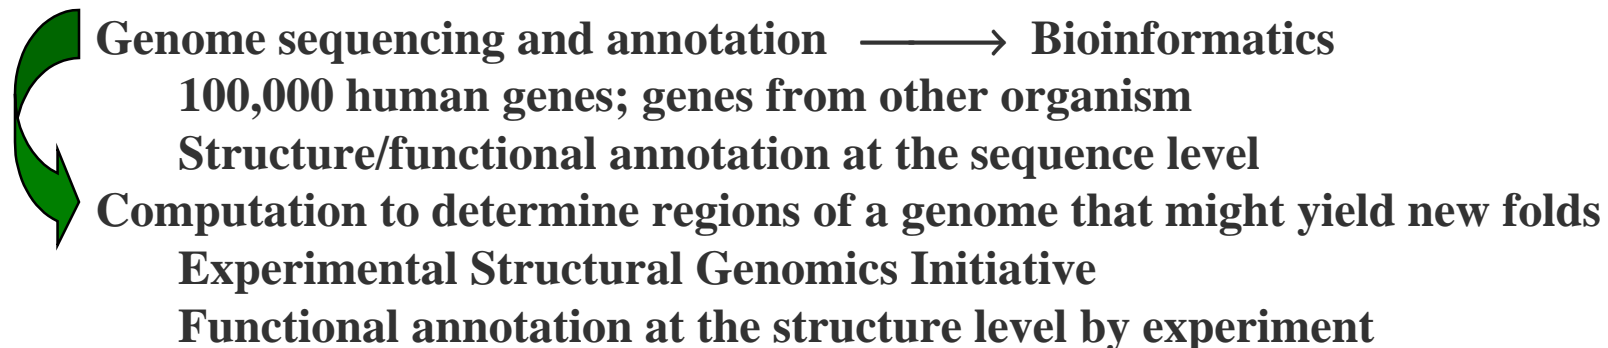 Genome sequencing and annotation ⟶ Bioinformatics
100,000 human genes; genes from other organism
Structure/functional annotation at the sequence level
Computation to determine regions of a genome that might yield new folds
Experimental Structural Genomics Initiative
Functional annotation at the structure level by experiment